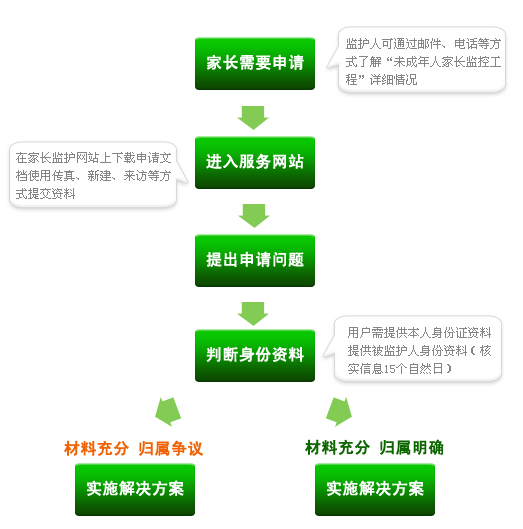 家长需要申请
监护人可通过邮件、电话等方
式了解“未成年人家长监控工
程”详细情况
进入服务网站
在家长监护网站上下载申请文
档使用传真、新建、来访等方
式提交资料
提出申请问题
判断身份资料
用户需提供本人身份证资料
提供被监护人身份资料（核
实信息15个自然日）
材料充分 归属争议
材料充分 归属明确
实施解决方案
实施解决方案